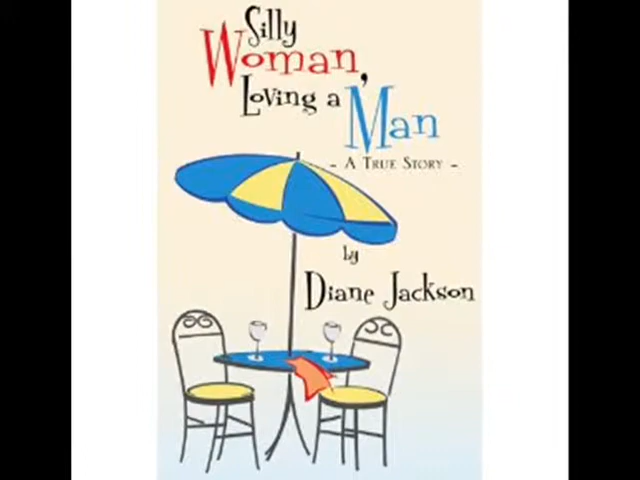 Silly
Woman,
Loving a
Man
- A True Story -
by
Diane Jackson